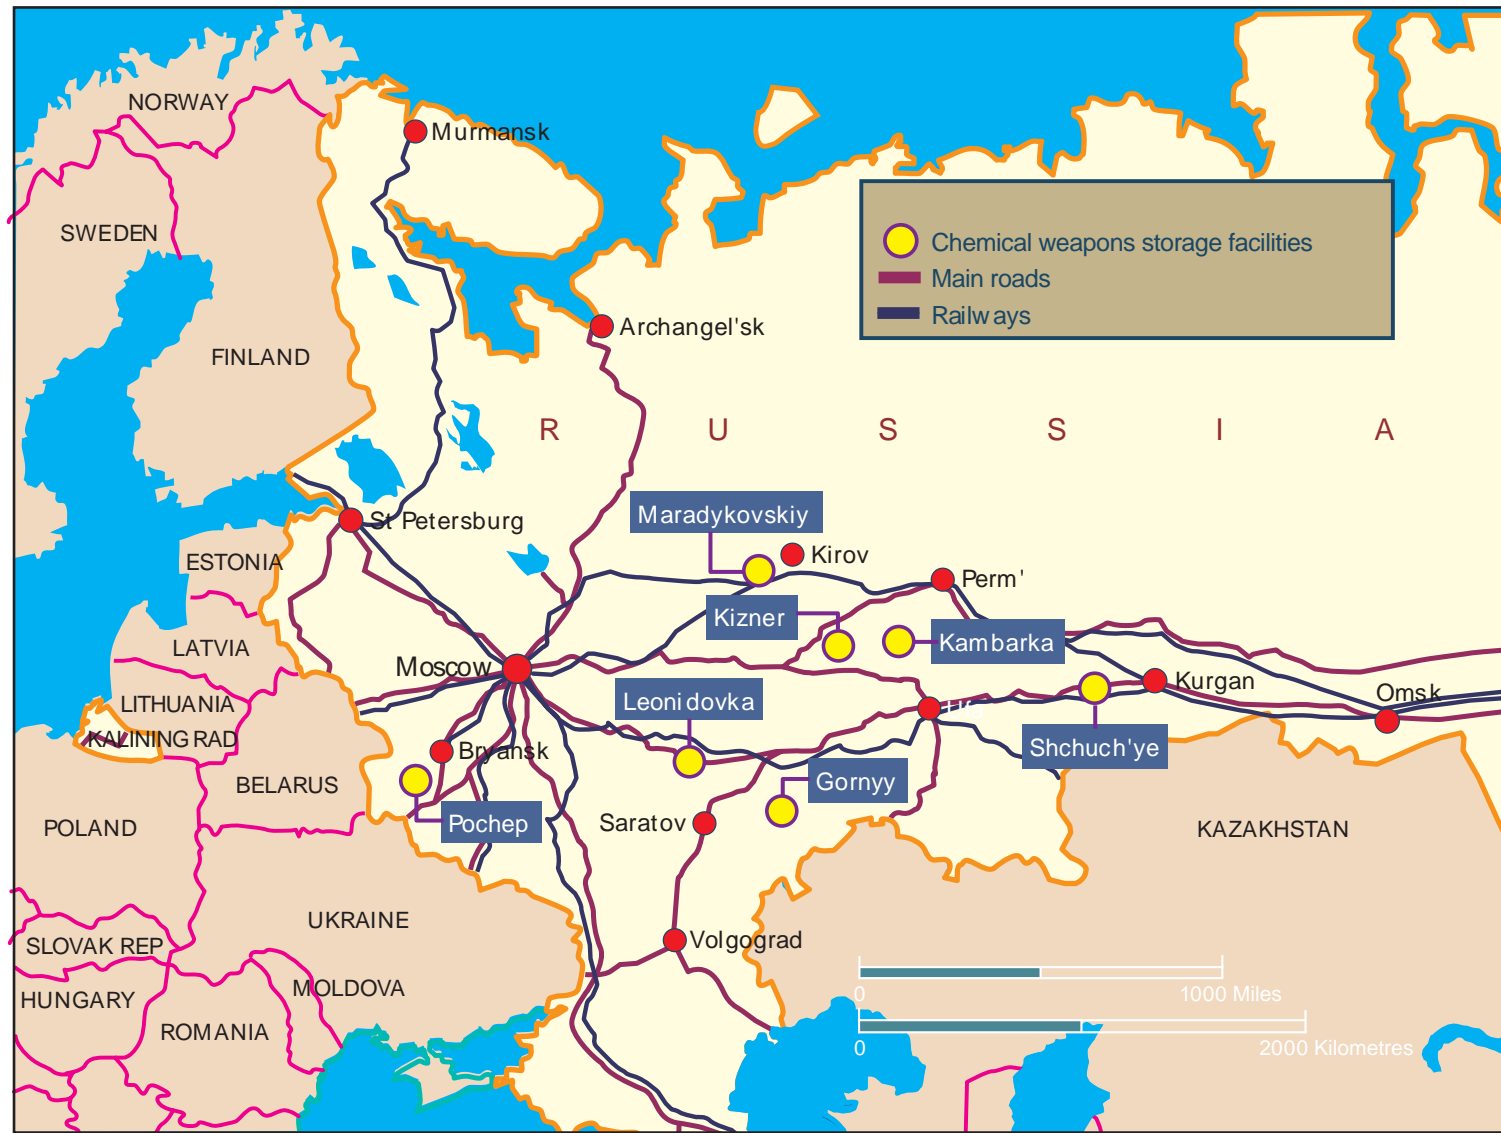 NORWAY
Murmansk
SWEDEN
Chemical weapons storage facilities
Main roads
Railways
Archangel'sk
FINLAND
R U S S I A
Maradykovskiy
St Petersburg
Kirov
ESTONIA
Perm'
Kizner
Kambarka
LATVIA
Moscow
Kurgan
Omsk
LITHUANIA
Leonidovka
Ufa
KALININGRAD
Bryansk
Shchuch'ye
BELARUS
Gornyy
POLAND
Pochep
Saratov
KAZAKHSTAN
UKRAINE
SLOVAK REP
Volgograd
MOLDOVA
HUNGARY
0 1000 Miles
ROMANIA
0 2000 Kilometres